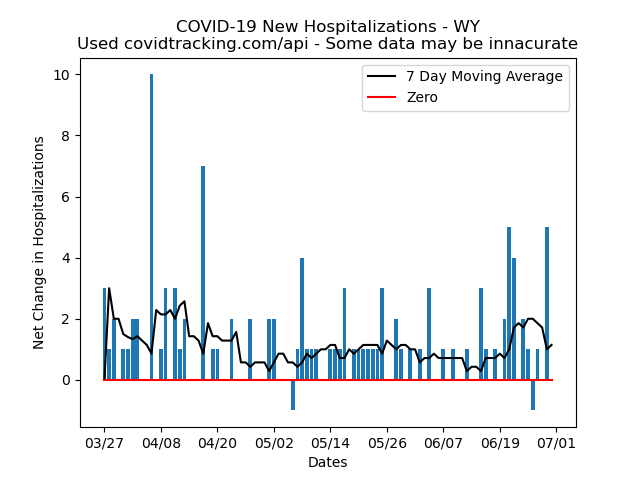 COVID-19 New Hospitalizations - WY
Used covidtracking.com/api - Some data may be innacurate
7 Day Moving Average
Zero
Net Change in Hospitalizations
10
8
6
4
2
0
03/27 04/08 04/20 05/02 05/14 05/26 06/07 06/19 07/01
Dates